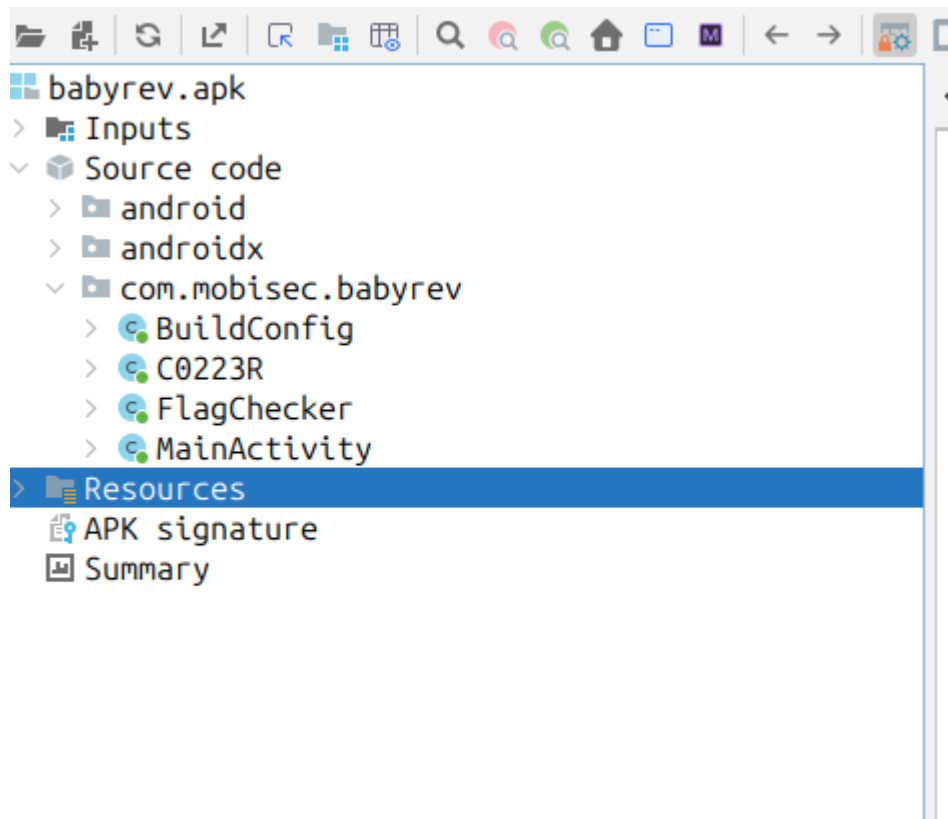 M
babyrev.apk
Inputs
Source code
android
androidx
com.mobisec.babyrev
C BuildConfig
C C0223R
C FlagChecker
C MainActivity
Resources
APK signature
Summary